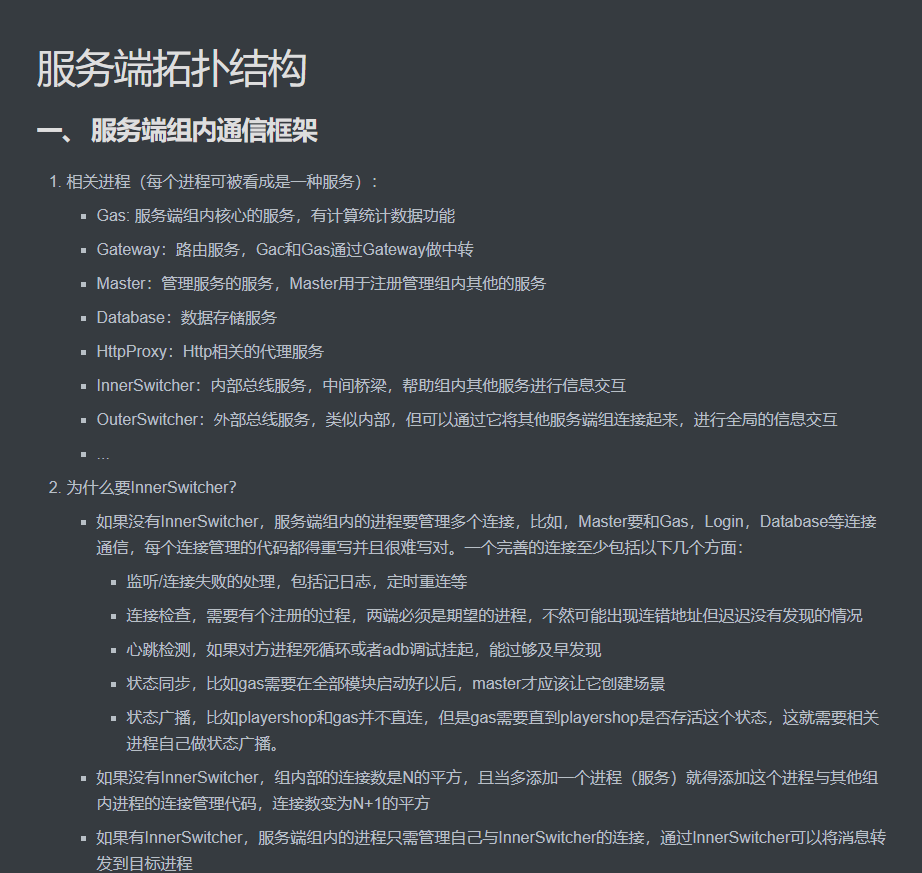 服务端拓扑结构
一、 服务端组内通信框架
1. 相关进程（每个进程可被看成是一种服务）:
▪ Gas: 服务端组内核心的服务，有计算统计数据功能
▪ Gateway：路由服务，Gac和Gas通过Gateway做中转
▪ Master：管理服务的服务，Master用于注册管理组内其他的服务
▪ Database：数据存储服务
▪ HttpProxy：Http相关的代理服务
▪ InnerSwitcher：内部总线服务，中间桥梁，帮助组内其他服务进行信息交互
▪ OuterSwitcher：外部总线服务，类似内部，但可以通过它将其他服务端组连接起来，进行全局的信息交互
▪ ...
2. 为什么要InnerSwitcher？
▪ 如果没有InnerSwitcher，服务端组内的进程要管理多个连接，比如，Master要和Gas，Login，Database等连接
通信，每个连接管理的代码都得重写并且很难写对。一个完善的连接至少包括以下几个方面：
▪ 监听/连接失败的处理，包括记日志，定时重连等
▪ 连接检查，需要有个注册的过程，两端必须是期望的进程，不然可能出现连错地址但迟迟没有发现的情况
▪ 心跳检测，如果对方进程死循环或者adb调试挂起，能过够及早发现
▪ 状态同步，比如gas需要在全部模块启动好以后，master才应该让它创建场景
▪ 状态广播，比如playershop和gas并不直连，但是gas需要直到playershop是否存活这个状态，这就需要相关
进程自己做状态广播。
▪ 如果没有InnerSwitcher，组内部的连接数是N的平方，且当多添加一个进程（服务）就得添加这个进程与其他组
内进程的连接管理代码，连接数变为N+1的平方
▪ 如果有InnerSwitcher，服务端组内的进程只需管理自己与InnerSwitcher的连接，通过InnerSwitcher可以将消息转
发到目标进程